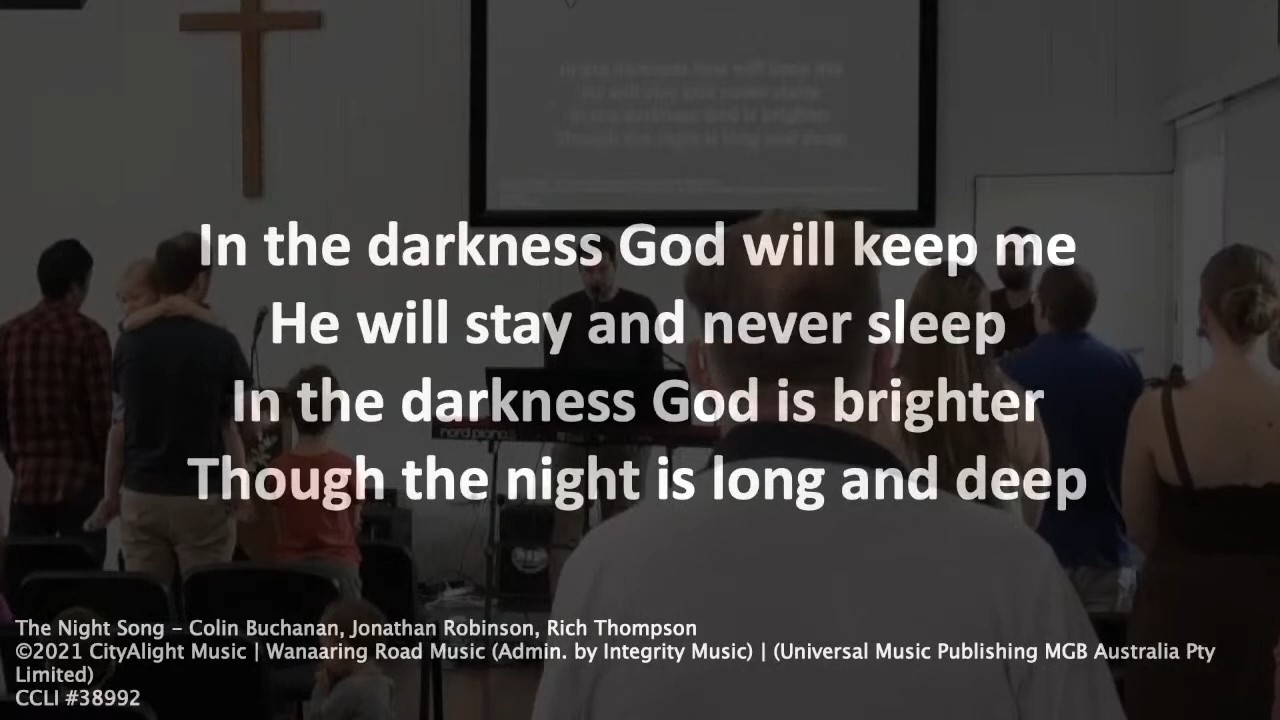 In the darkness God will keep me
He will stay and never sleep
In the darkness God is brighter
Though the night is long and deep
nord piano
The Night Song – Colin Buchanan, Jonathan Robinson, Rich Thompson
©2021 CityAlight Music | Wanaaring Road Music (Admin. by Integrity Music) | (Universal Music Publishing MGB Australia Pty
Limited)
CCLI #38992